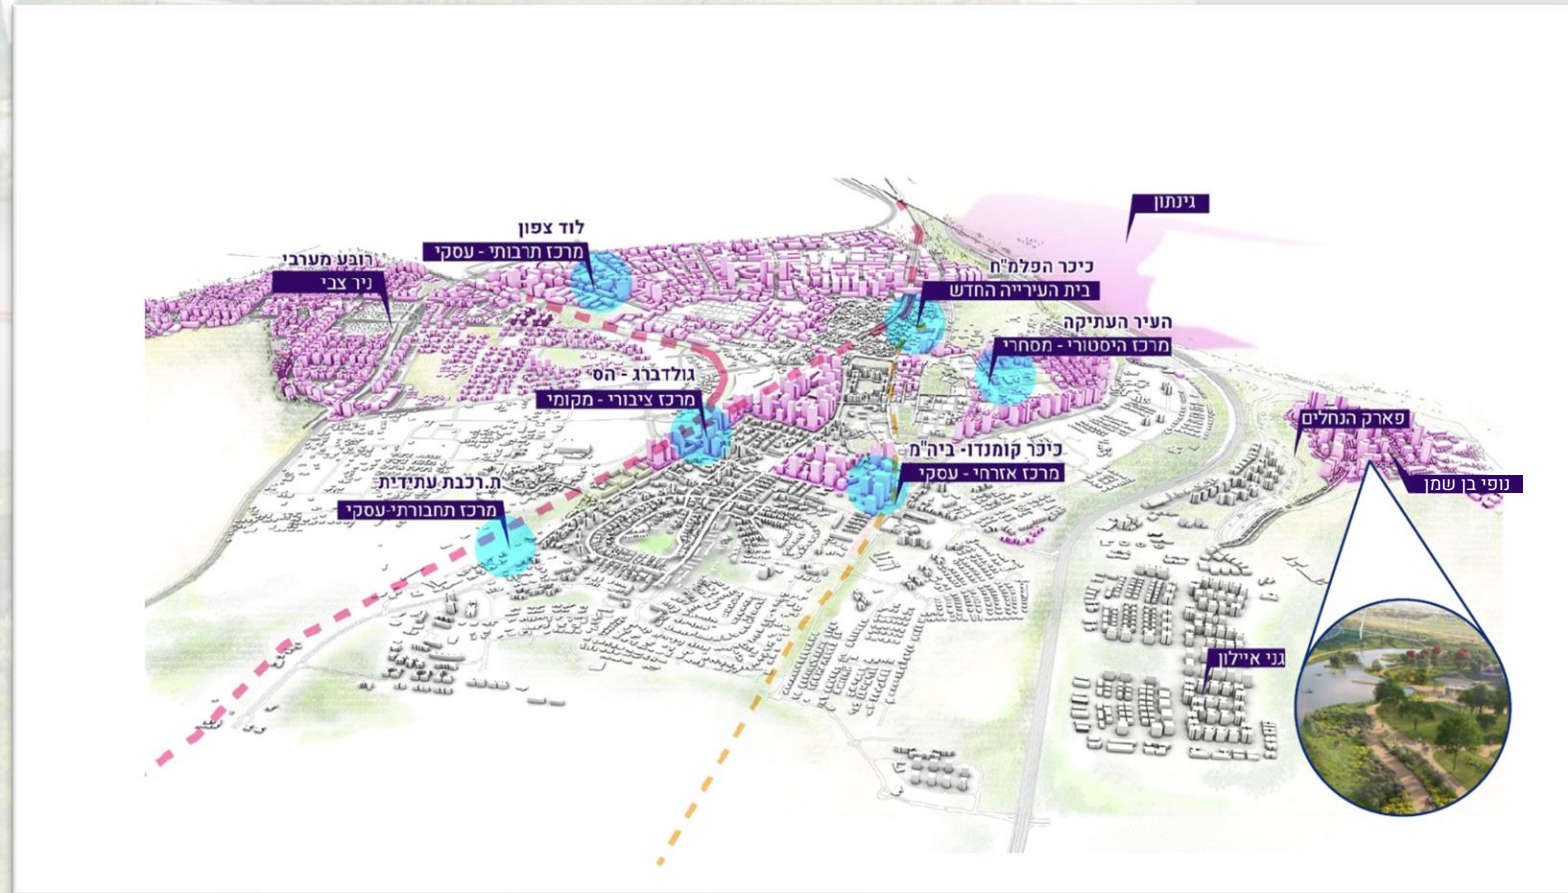 גינתון
לוד צפון
מרכז תרבותי - עסקי
רובע מערבי
ניר צבי
כיכר הפלמ"ח
בית העירייה החדש
העיר העתיקה
מרכז היסטורי - מסחרי
גולדברג - הס
מרכז ציבורי - מקומי
פארק הנחלים
כיכר קומנדו- ביה"מ
מרכז אזרחי - עסקי
נופי בן שמן
ת.רכבת עתידית
מרכז תחבורתי-עסקי
גני איילון